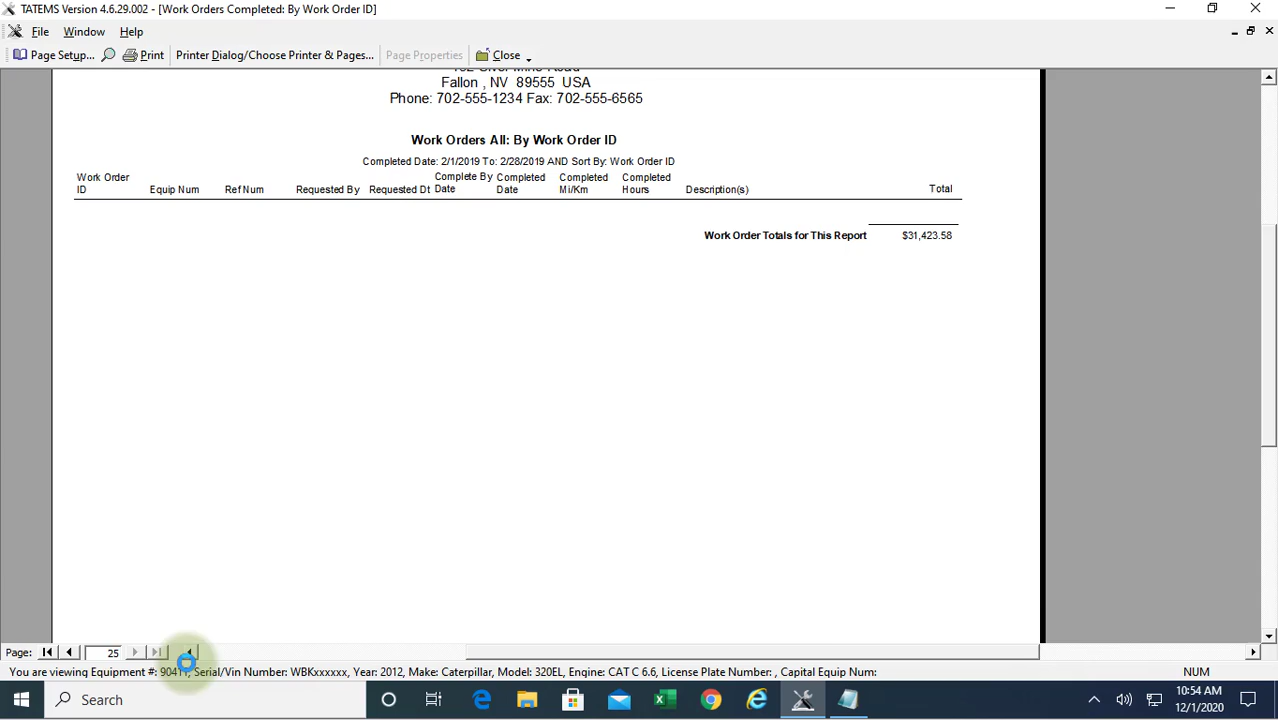 TATEMS Version 4.6.29.002 - [Work Orders Completed: By Work Order ID]
File Window Help
Page Setup... Print Printer Dialog/Choose Printer & Pages... Page Properties Close
Fallon , NV 89555 USA
Phone: 702-555-1234 Fax: 702-555-6565
Work Orders All: By Work Order ID
Completed Date: 2/1/2019 To: 2/28/2019 AND Sort By: Work Order ID
Work Order Complete By Completed Completed Completed
ID Equip Num Ref Num Requested By Requested Dt Date Date Mi/Km Hours Description(s) Total
Work Order Totals for This Report $31,423.58
Page: 25
You are viewing Equipment #: 90411, Serial/Vin Number: WBKxxxxxx, Year: 2012, Make: Caterpillar, Model: 320EL, Engine: CAT C 6.6, License Plate Number: , Capital Equip Num: NUM
Search
10:54 AM
12/1/2020